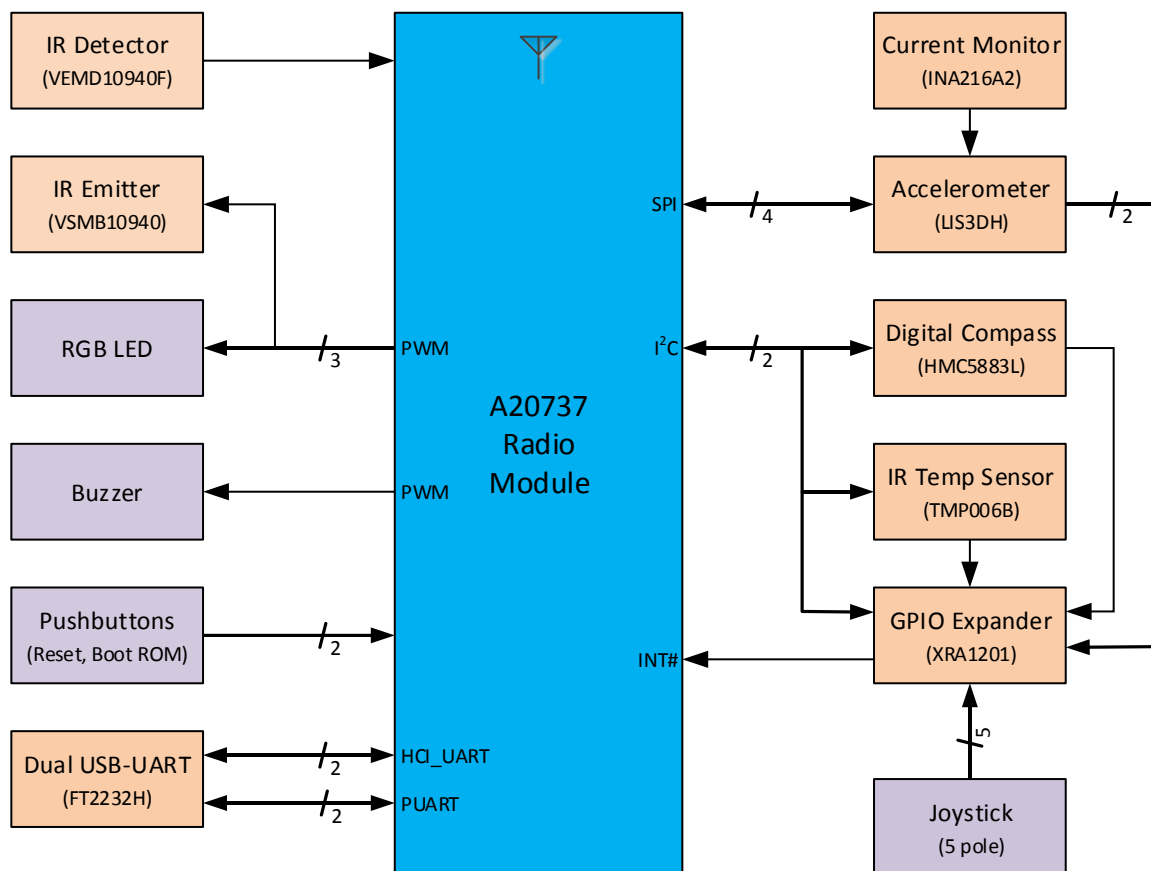 IR Detector
(VEMD10940F)
Current Monitor
(INA216A2)
IR Emitter
(VSMB10940)
SPI
4
Accelerometer
(LIS3DH)
2
RGB LED
3
PWM
I²C
2
Digital Compass
(HMC5883L)
A20737
Radio
Module
Buzzer
PWM
IR Temp Sensor
(TMP006B)
Pushbuttons
(Reset, Boot ROM)
2
INT#
GPIO Expander
(XRA1201)
5
Dual USB-UART
(FT2232H)
2
HCI_UART
2
PUART
Joystick
(5 pole)